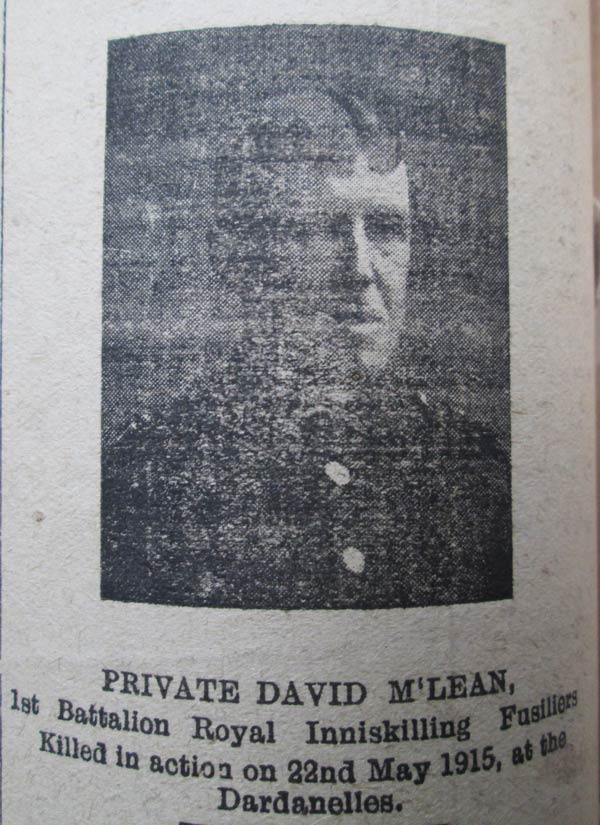 PRIVATE DAVID M‘LEAN,
1st Battalion Royal Inniskilling Fusiliers
Killed in action on 22nd May 1915, at the
Dardanelles.